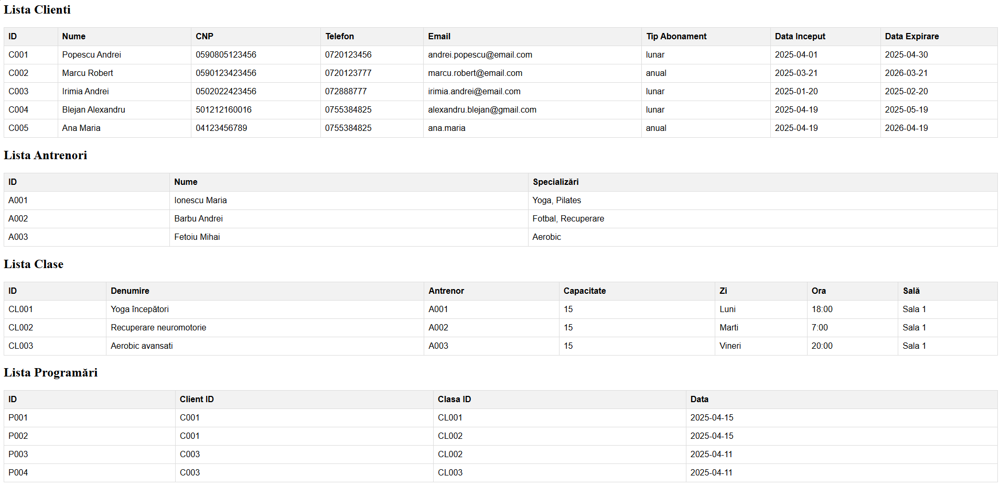 Lista Clienti
ID Nume CNP Telefon Email Tip Abonament Data Inceput Data Expirare
C001 Popescu Andrei 0590805123456 0720123456 andrei.popescu@email.com lunar 2025-04-01 2025-04-30
C002 Marcu Robert 0590123423456 0720123777 marcu.robert@email.com anual 2025-03-21 2026-03-21
C003 Irimia Andrei 0502022423456 072888777 irimia.andrei@email.com lunar 2025-01-20 2025-02-20
C004 Blejan Alexandru 501212160016 0755384825 alexandru.blejan@gmail.com lunar 2025-04-19 2025-05-19
C005 Ana Maria 04123456789 0755384825 ana.maria anual 2025-04-19 2026-04-19
Lista Antrenori
ID Nume Specializări
A001 Ionescu Maria Yoga, Pilates
A002 Barbu Andrei Fotbal, Recuperare
A003 Fetoiu Mihai Aerobic
Lista Clase
ID Denumire Antrenor Capacitate Zi Ora Sală
CL001 Yoga începători A001 15 Luni 18:00 Sala 1
CL002 Recuperare neuromotorie A002 15 Marti 7:00 Sala 1
CL003 Aerobic avansati A003 15 Vineri 20:00 Sala 1
Lista Programări
ID Client ID Clasa ID Data
P001 C001 CL001 2025-04-15
P002 C001 CL002 2025-04-15
P003 C003 CL002 2025-04-11
P004 C003 CL003 2025-04-11